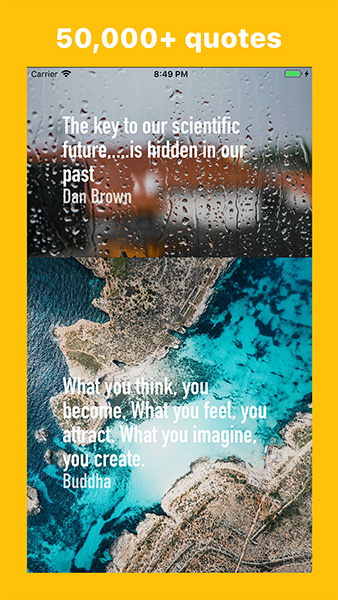 50,000+ quotes
Carrier 8:49 PM
The key to our scientific
future,... is hidden in our
past
Dan Brown
What you think, you
become. What you feel, you
attract. What you imagine,
you create.
Buddha